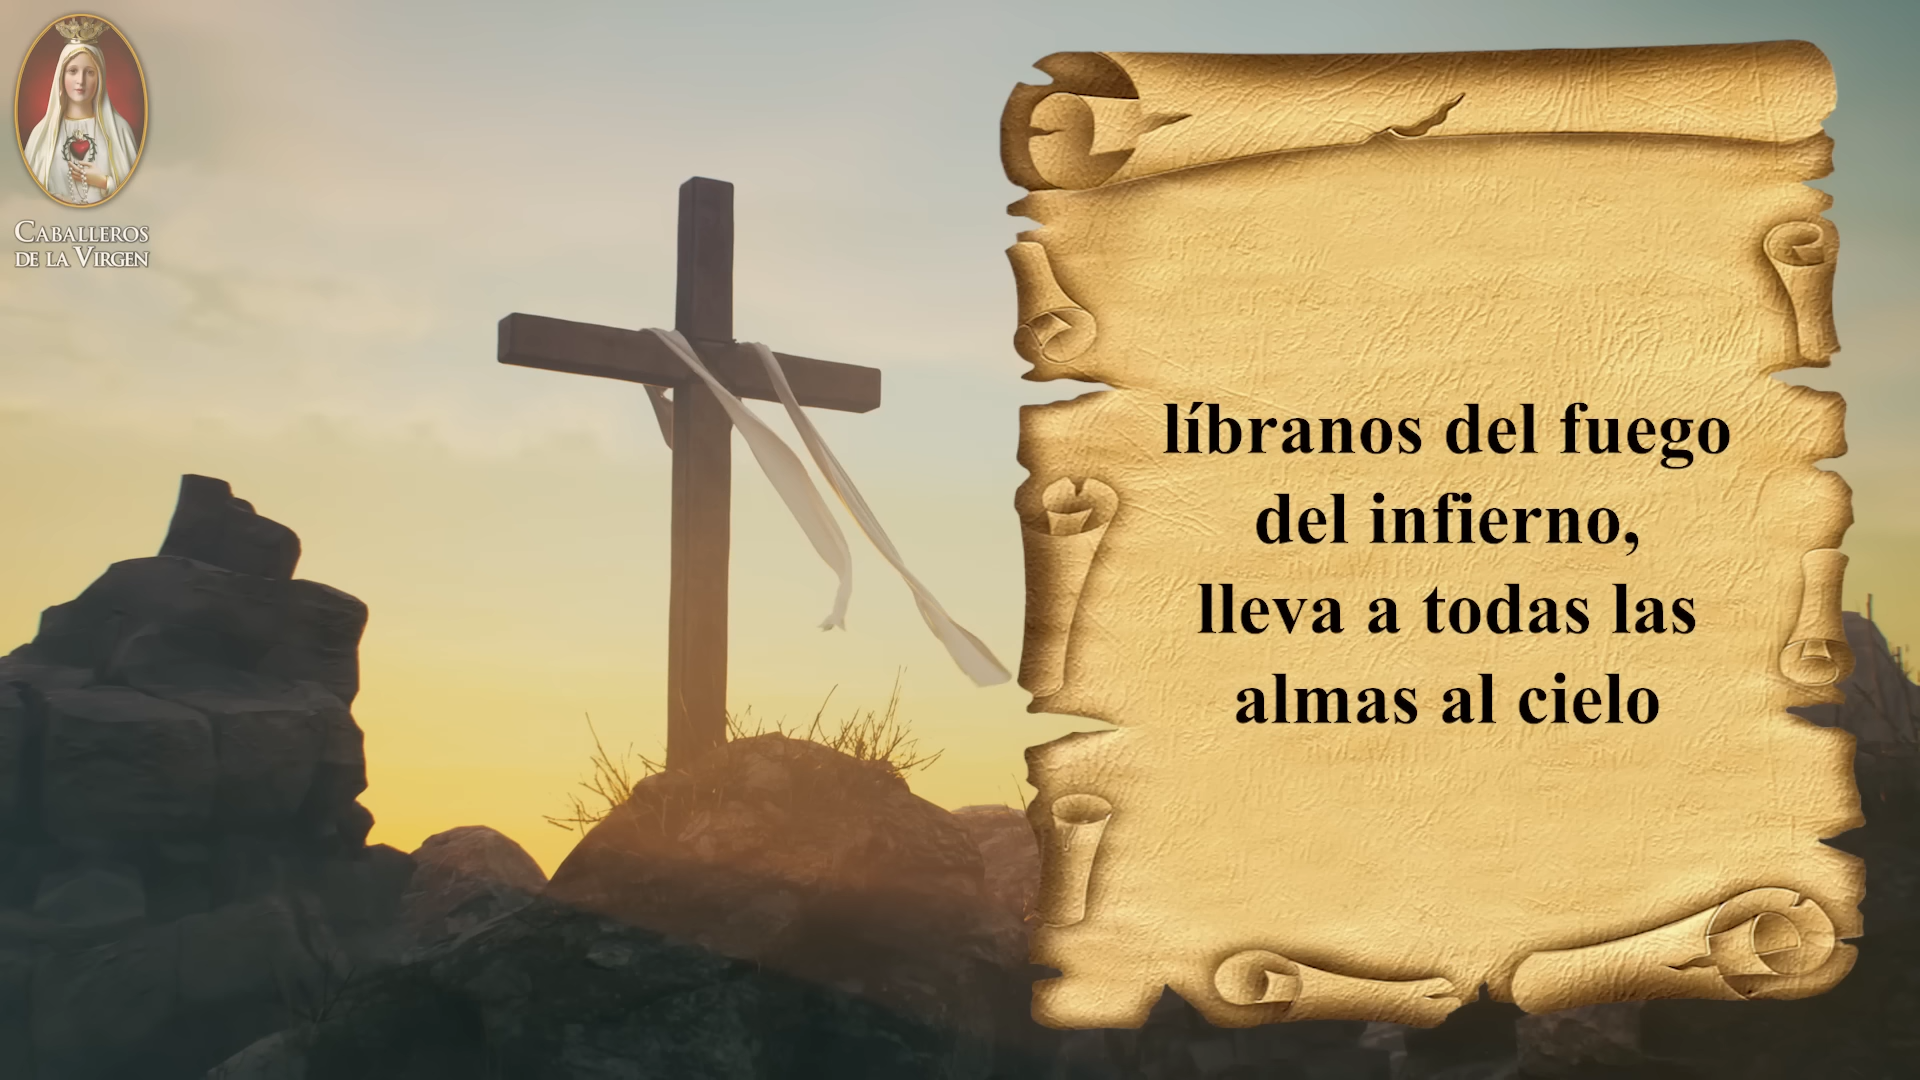 CABALLEROS
DE LA VIRGEN
líbranos del fuego
del infierno,
lleva a todas las
almas al cielo